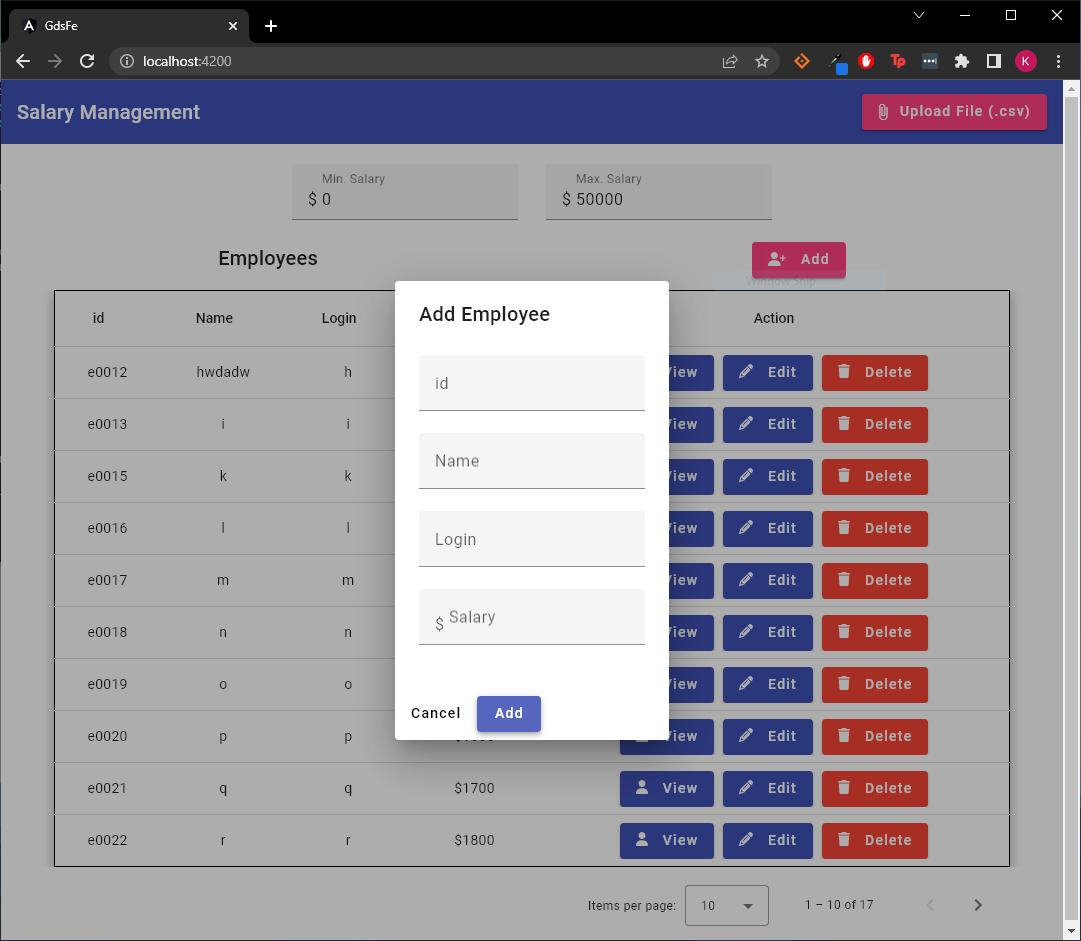 GdsFe
localhost:4200
Salary Management
Upload File (.csv)
Min. Salary
Max. Salary
$ 0
$ 50000
Employees
Add
Window Snip
Add Employee
id
Name
Login
Action
id
Name
Login
$ Salary
Cancel
Add
e0012 hwdadw h View Edit Delete
e0013 i i View Edit Delete
e0015 k k View Edit Delete
e0016 l l View Edit Delete
e0017 m m View Edit Delete
e0018 n n View Edit Delete
e0019 o o View Edit Delete
e0020 p p View Edit Delete
e0021 q q $1700 View Edit Delete
e0022 r r $1800 View Edit Delete
Items per page: 10 1 – 10 of 17
K
Tp